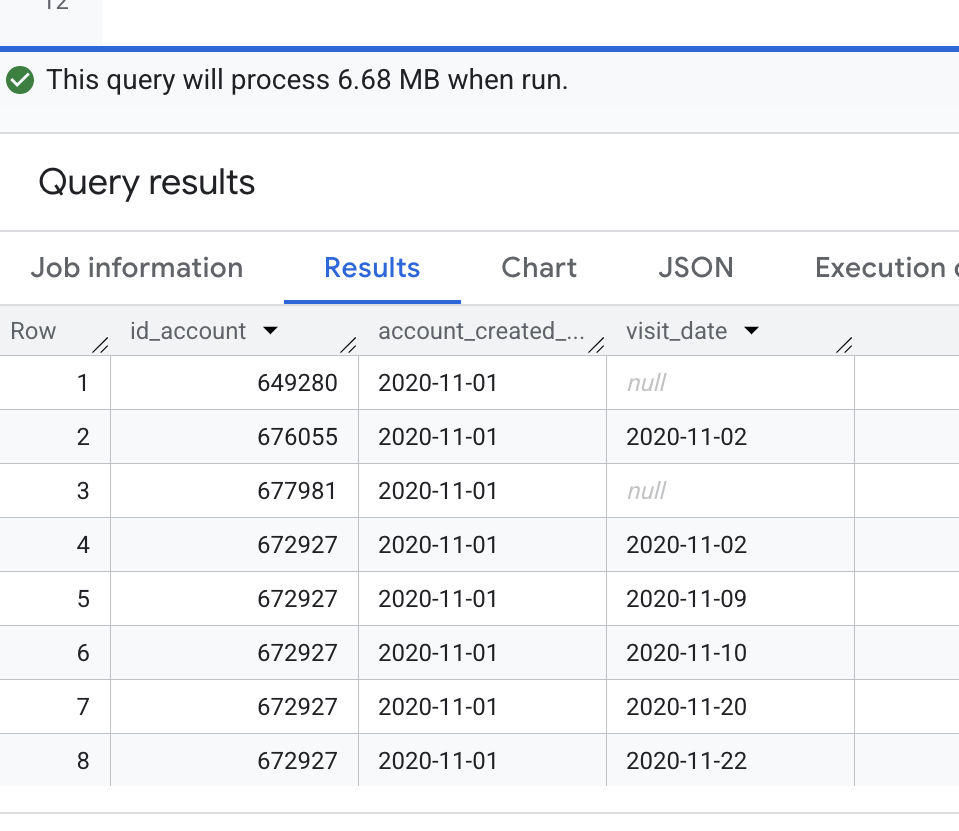 12
This query will process 6.68 MB when run.
Query results
Job information Results Chart JSON Execution
Row id_account account_created_... visit_date
1 649280 2020-11-01 null
2 676055 2020-11-01 2020-11-02
3 677981 2020-11-01 null
4 672927 2020-11-01 2020-11-02
5 672927 2020-11-01 2020-11-09
6 672927 2020-11-01 2020-11-10
7 672927 2020-11-01 2020-11-20
8 672927 2020-11-01 2020-11-22